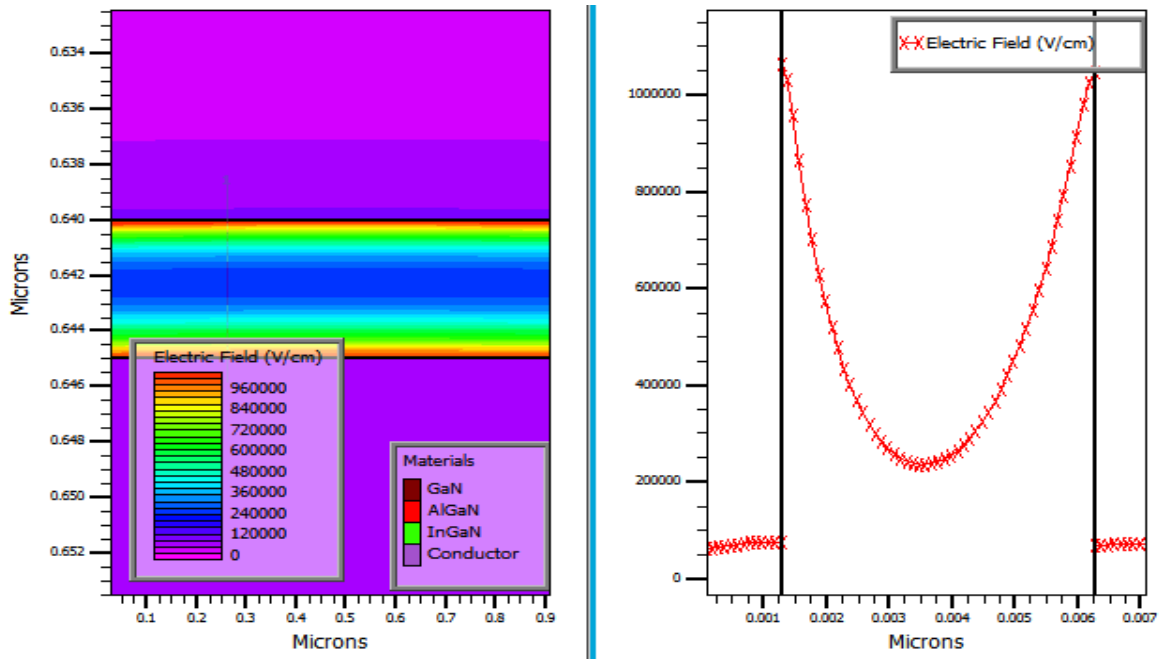 0.634
0.636
0.638
0.640
0.642
0.644
0.646
0.648
0.650
0.652
Microns
Electric Field (V/cm)
960000
840000
720000
600000
480000
360000
240000
120000
0
Materials
GaN
AlGaN
InGaN
Conductor
0.1 0.2 0.3 0.4 0.5 0.6 0.7 0.8 0.9
Microns
Electric Field (V/cm)
1000000
800000
600000
400000
200000
0
0.001 0.002 0.003 0.004 0.005 0.006 0.007
Microns